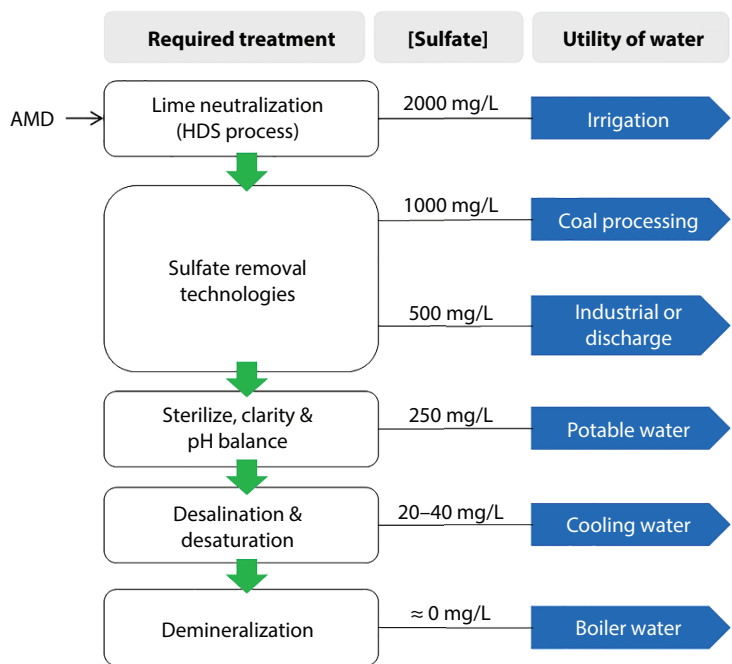 Required treatment
[Sulfate]
Utility of water
AMD
Lime neutralization
(HDS process)
2000 mg/L
Irrigation
Sulfate removal
technologies
1000 mg/L
Coal processing
500 mg/L
Industrial or
discharge
Sterilize, clarity &
pH balance
250 mg/L
Potable water
Desalination &
desaturation
20–40 mg/L
Cooling water
Demineralization
≈ 0 mg/L
Boiler water